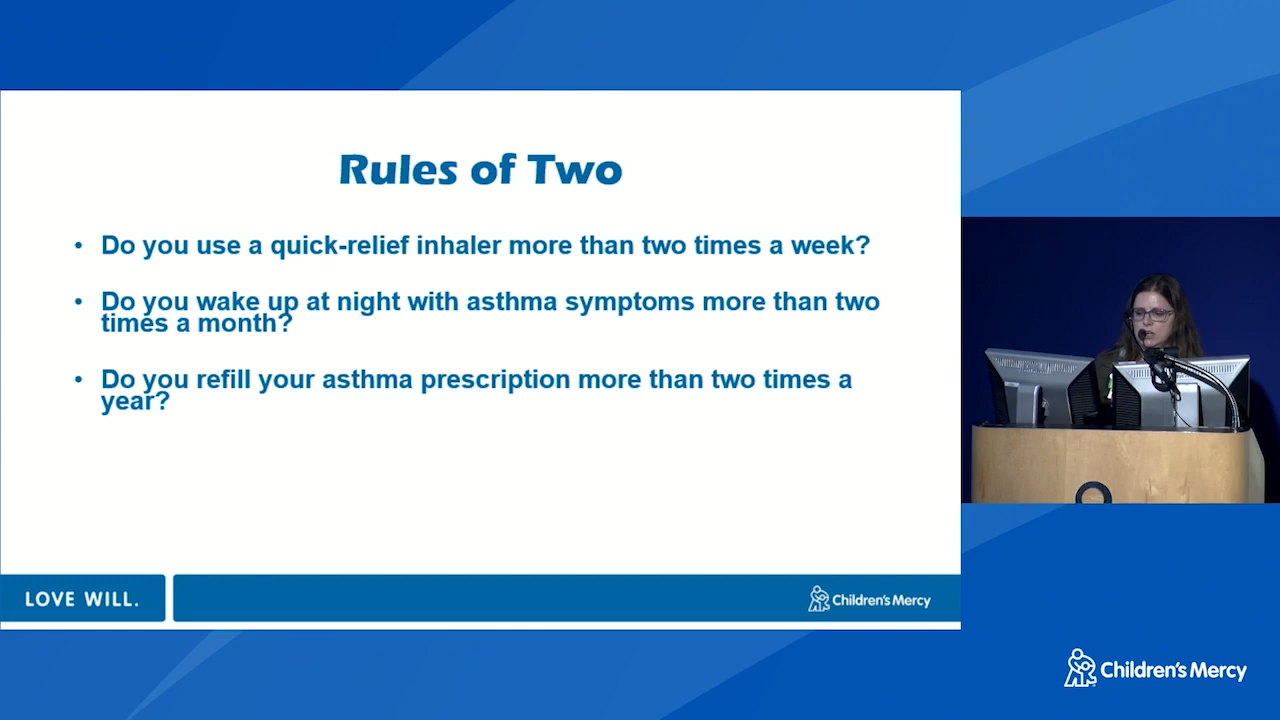 Rules of Two
• Do you use a quick-relief inhaler more than two times a week?
• Do you wake up at night with asthma symptoms more than two
times a month?
• Do you refill your asthma prescription more than two times a
year?
LOVE WILL.
Children's Mercy
Children's Mercy